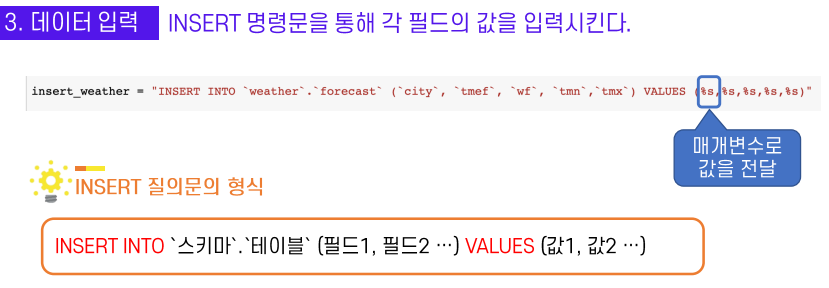 3. 데이터 입력 INSERT 명령문을 통해 각 필드의 값을 입력시킨다.
insert_weather = "INSERT INTO `weather`.`forecast` (`city`, `tmef`, `wf`, `tmn`,`tmx`) VALUES (%s,%s,%s,%s,%s)"
매개변수로
값을 전달
INSERT 질의문의 형식
INSERT INTO `스키마`.`테이블` (필드1, 필드2 …) VALUES (값1, 값2 …)